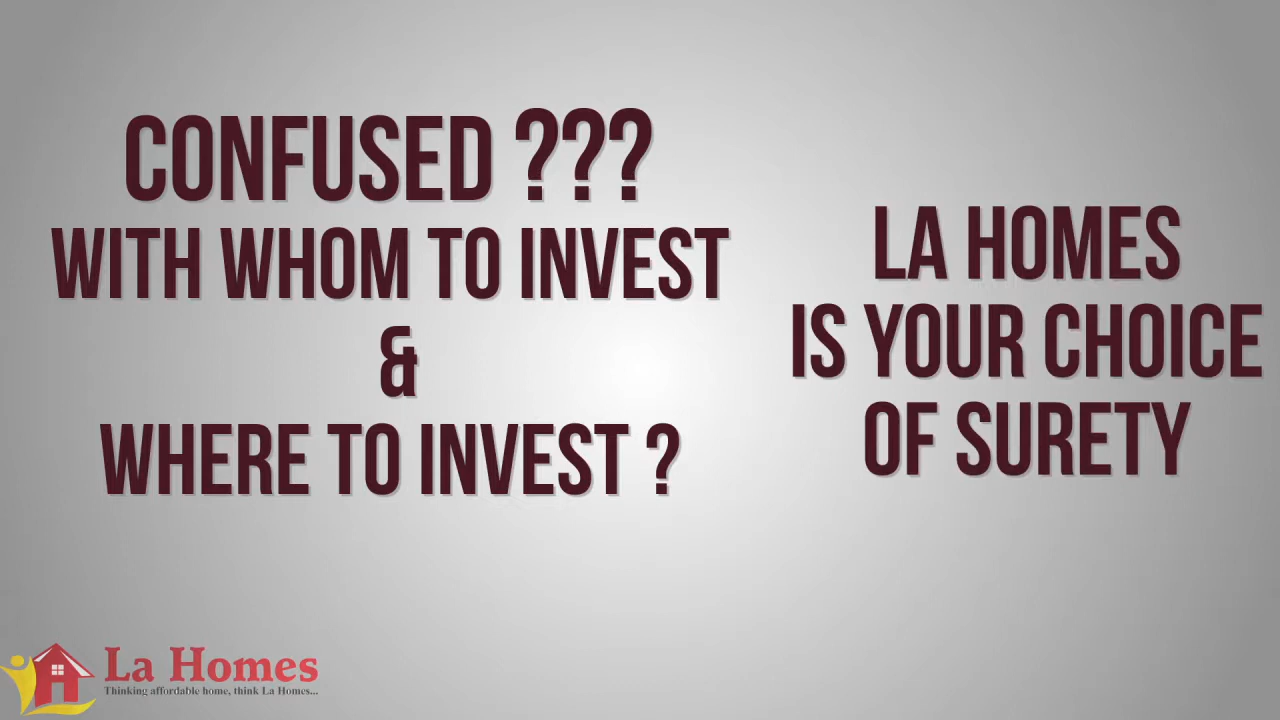 CONFUSED ???
WITH WHOM TO INVEST
&
WHERE TO INVEST ?
LA HOMES
IS YOUR CHOICE
OF SURETY
La Homes
Thinking affordable home, think La Homes...